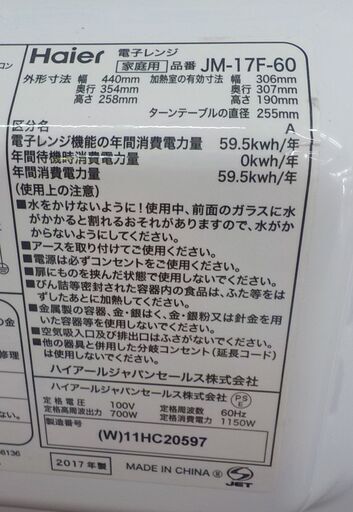 Haier 電子レンジ
家庭用 品番 JM-17F-60
外形寸法 幅 440mm 加熱室の有効寸法 幅 306mm
奥行 354mm 奥行 307mm
高さ 258mm 高さ 190mm
ターンテーブルの直径 255mm
区分名 A
電子レンジ機能の年間消費電力量 59.5kwh/年
年間待機時消費電力量 0kwh/年
年間消費電力量 59.5kwh/年
(使用上の注意)
■水をかけないように!使用中、前面のガラスに水
がかかると割れるおそれがありますので、水が
からないようにしてください。
■アースを取り付けてご使用ください。
■電源は必ずコンセントをご使用ください。
■扉にものを挟んだ状態で使用しないでください。
■びん詰等密封された容器内の食品は、ふた等をは
ずしたあとに加熱してください。
■金属製の容器、金・銀はく、金・銀粉又は針金を用
いた容器等を使用しないでください。
■空気吸入口及び排出口はふさがないでください。
■他の器具と併用した分岐コンセント(延長コード)
は使用しないでください。
ハイアールジャパンセールス株式会社
ハイアールジャパンセールス株式会社
PS
E
定格電圧 100V 定格周波数 60Hz
定格高周波出力 700W 定格消費電力 1150W
製造番号
(W)11HC20597
2017年製 MADE IN CHINA
JET
コン
の金
修理
ない。
6136